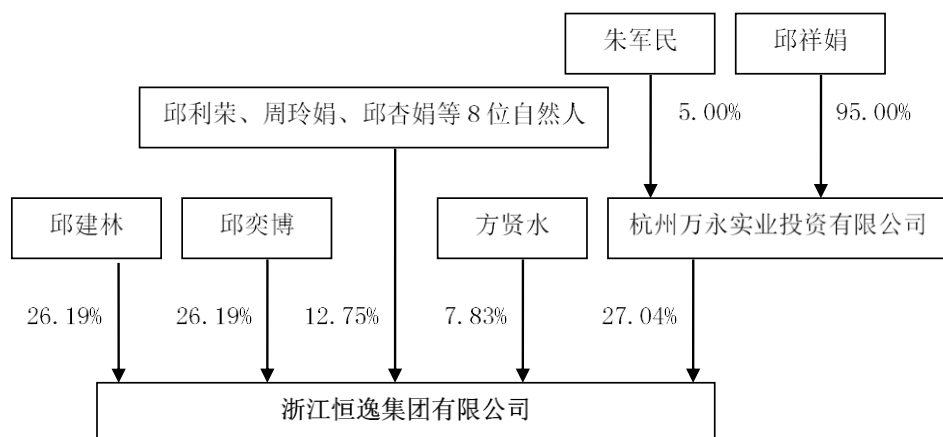 朱军民
邱祥娟
邱利荣、周玲娟、邱杏娟等8位自然人
5.00%
95.00%
邱建林
邱奕博
方贤水
杭州万永实业投资有限公司
26.19%
26.19%
12.75%
7.83%
27.04%
浙江恒逸集团有限公司